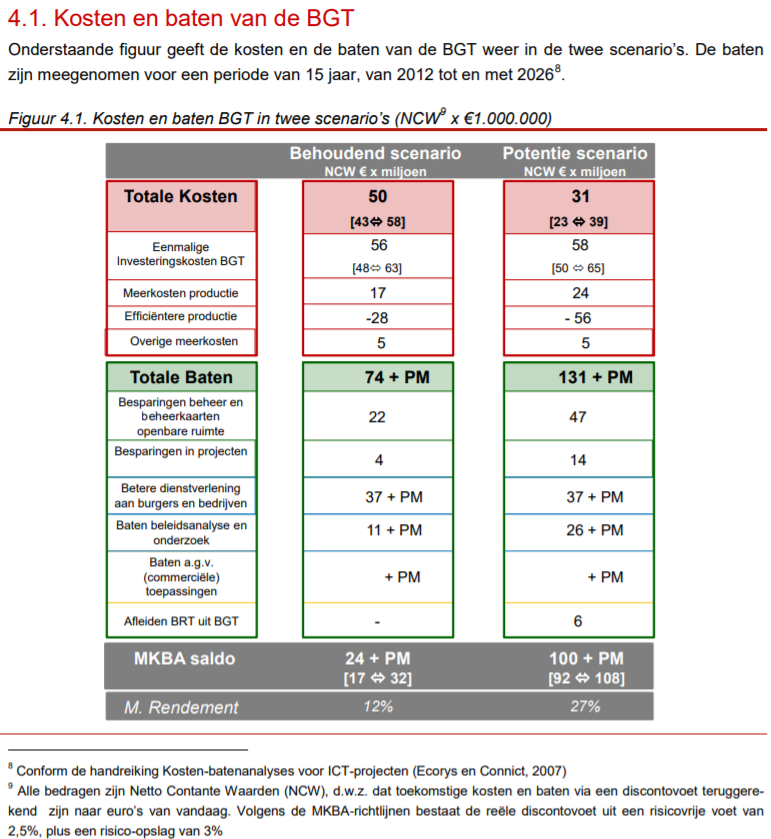 4.1. Kosten en baten van de BGT
Onderstaande figuur geeft de kosten en de baten van de BGT weer in de twee scenario's. De baten
zijn meegenomen voor een periode van 15 jaar, van 2012 tot en met 2026⁸.
Figuur 4.1. Kosten en baten BGT in twee scenario's (NCW⁹ x €1.000.000)
Behoudend scenario Potentie scenario
NCW € x miljoen NCW € x miljoen
Totale Kosten 50 31
[43⇔ 58] [23 ⇔ 39]
Eenmalige 56 58
Investeringskosten BGT
[48⇔ 63] [50 ⇔ 65]
Meerkosten productie 17 24
Efficiëntere productie -28 - 56
Overige meerkosten 5 5
Totale Baten 74 + PM 131 + PM
Besparingen beheer en
beheerkaarten 22 47
openbare ruimte
Besparingen in projecten 4 14
Betere dienstverlening 37 + PM 37 + PM
aan burgers en bedrijven
Baten beleidsanalyse en 11 + PM 26 + PM
onderzoek
Baten a.g.v.
(commerciële) + PM + PM
toepassingen
Afleiden BRT uit BGT - 6
MKBA saldo 24 + PM 100 + PM
[17 ⇔ 32] [92 ⇔ 108]
M. Rendement 12% 27%
⁸ Conform de handreiking Kosten-batenanalyses voor ICT-projecten (Ecorys en Connict, 2007)
⁹ Alle bedragen zijn Netto Contante Waarden (NCW), d.w.z. dat toekomstige kosten en baten via een discontovoet teruggere-
kend zijn naar euro's van vandaag. Volgens de MKBA-richtlijnen bestaat de reële discontovoet uit een risicovrije voet van
2,5%, plus een risico-opslag van 3%